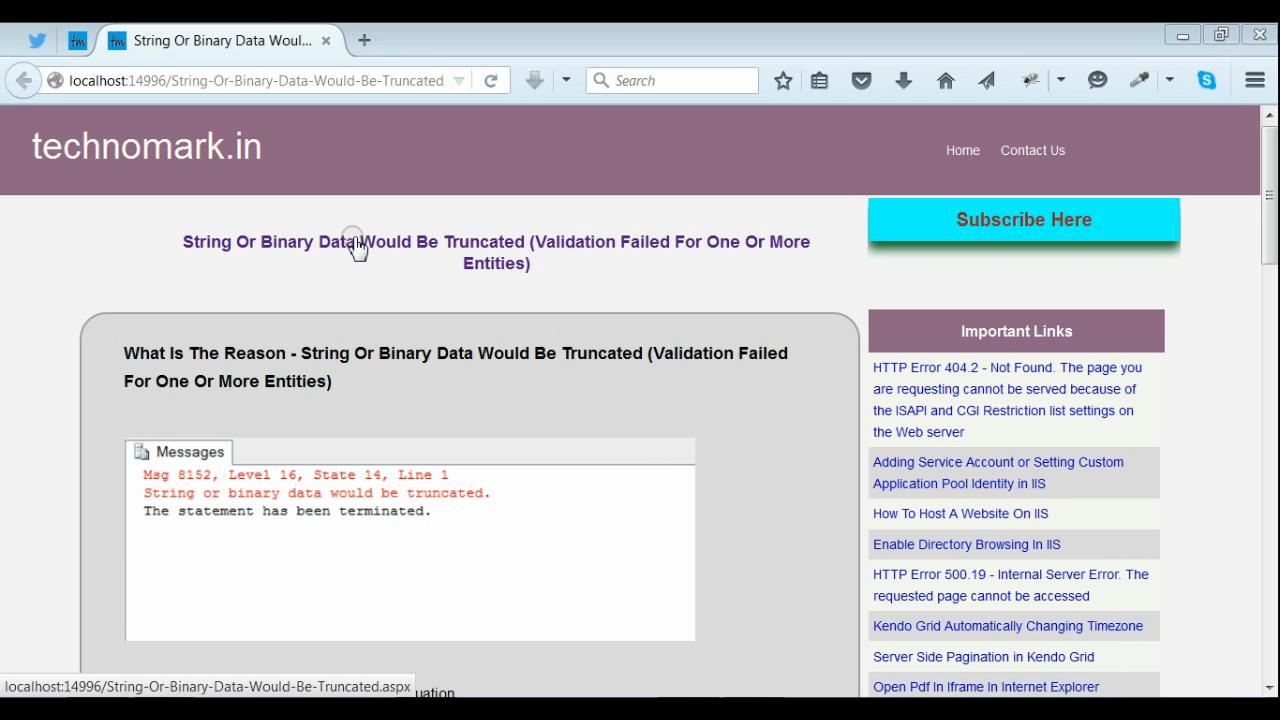 String Or Binary Data Woul...
localhost:14996/String-Or-Binary-Data-Would-Be-Truncated
Search
technomark.in
Home Contact Us
Subscribe Here
String Or Binary Data Would Be Truncated (Validation Failed For One Or More
Entities)
What Is The Reason - String Or Binary Data Would Be Truncated (Validation Failed
For One Or More Entities)
Messages
Msg 8152, Level 16, State 14, Line 1
String or binary data would be truncated.
The statement has been terminated.
Important Links
HTTP Error 404.2 - Not Found. The page you
are requesting cannot be served because of
the ISAPI and CGI Restriction list settings on
the Web server
Adding Service Account or Setting Custom
Application Pool Identity in IIS
How To Host A Website On IIS
Enable Directory Browsing In IIS
HTTP Error 500.19 - Internal Server Error. The
requested page cannot be accessed
Kendo Grid Automatically Changing Timezone
Server Side Pagination in Kendo Grid
Open Pdf In Iframe In Internet Explorer
localhost:14996/String-Or-Binary-Data-Would-Be-Truncated.aspx